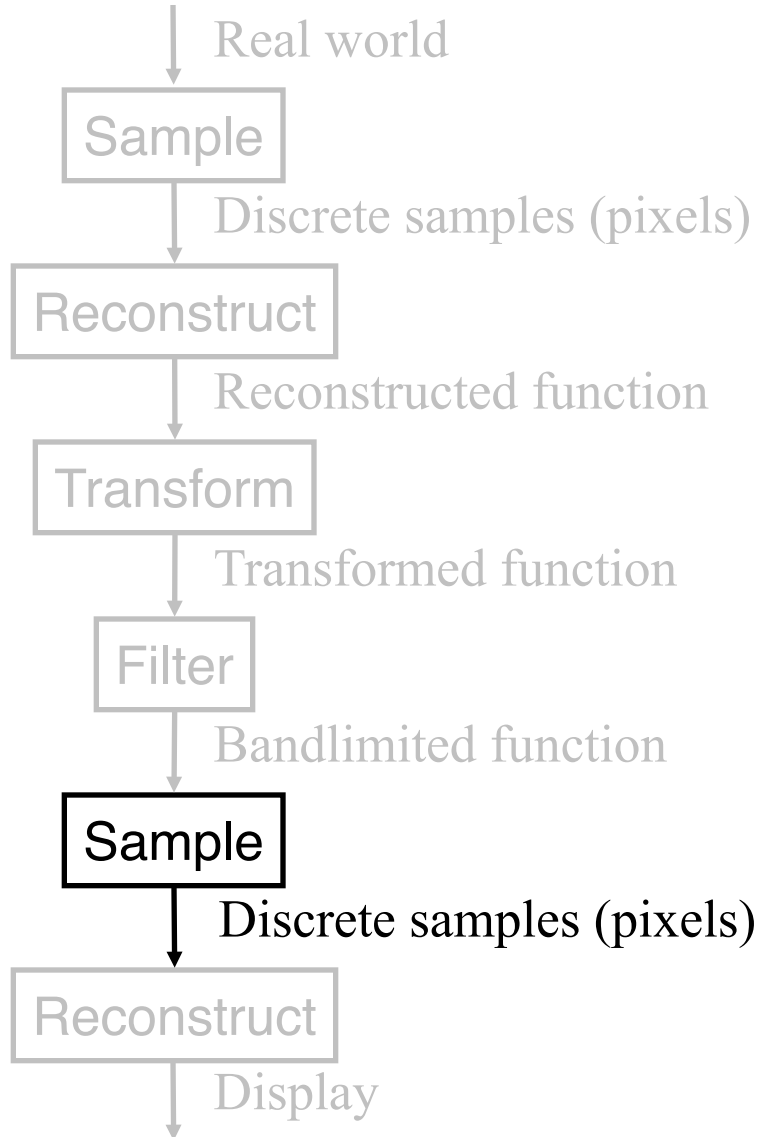 Real world
Sample
Discrete samples (pixels)
Reconstruct
Reconstructed function
Transform
Transformed function
Filter
Bandlimited function
Sample
Discrete samples (pixels)
Reconstruct
Display